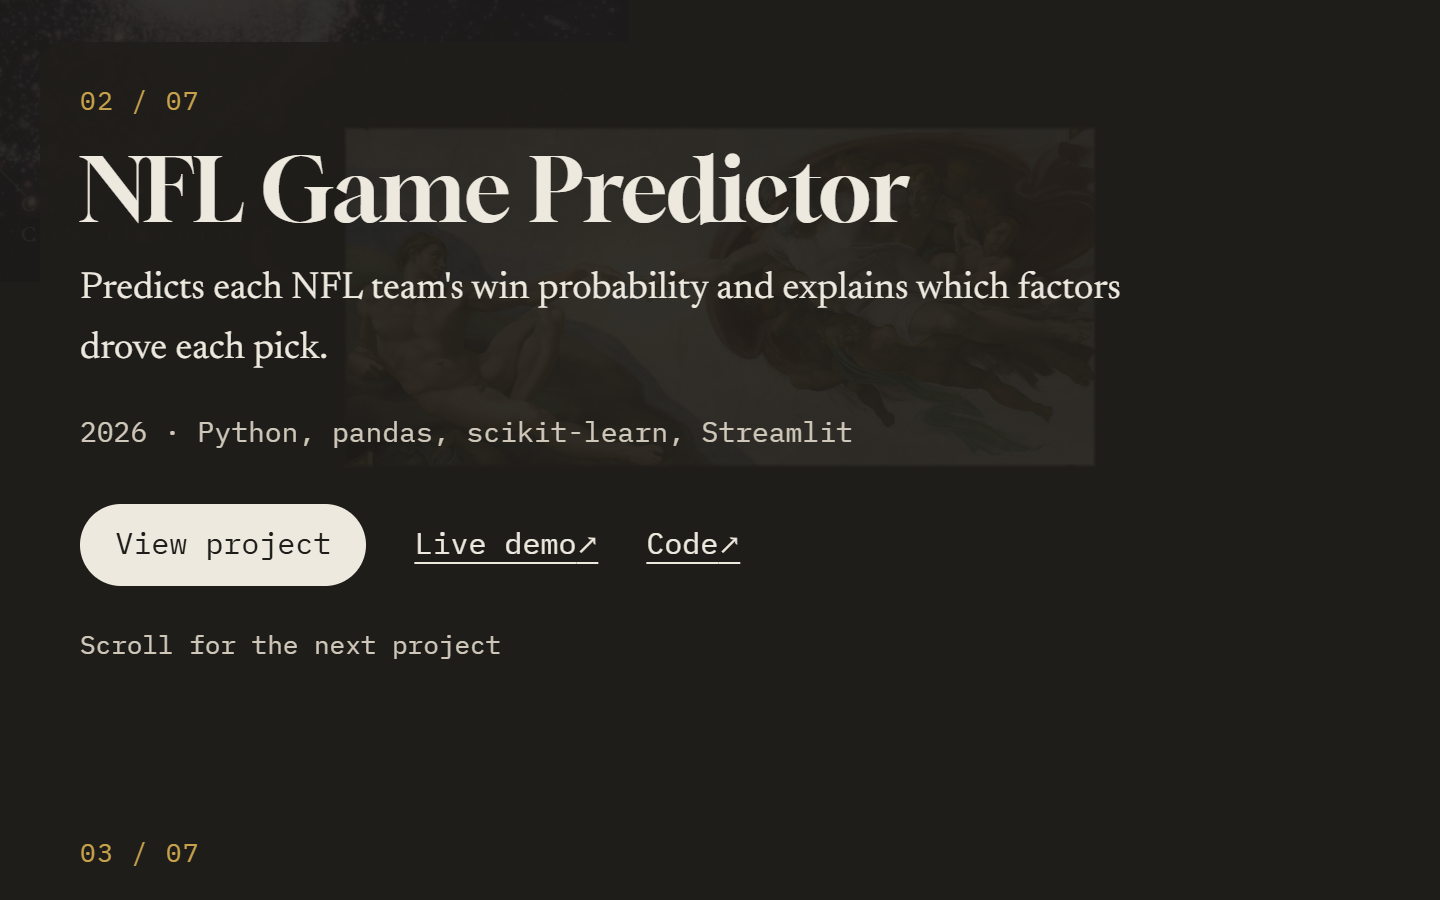 02 / 07
NFL Game Predictor
Predicts each NFL team's win probability and explains which factors
drove each pick.
2026 · Python, pandas, scikit-learn, Streamlit
View project Live demo↗ Code↗
Scroll for the next project
03 / 07